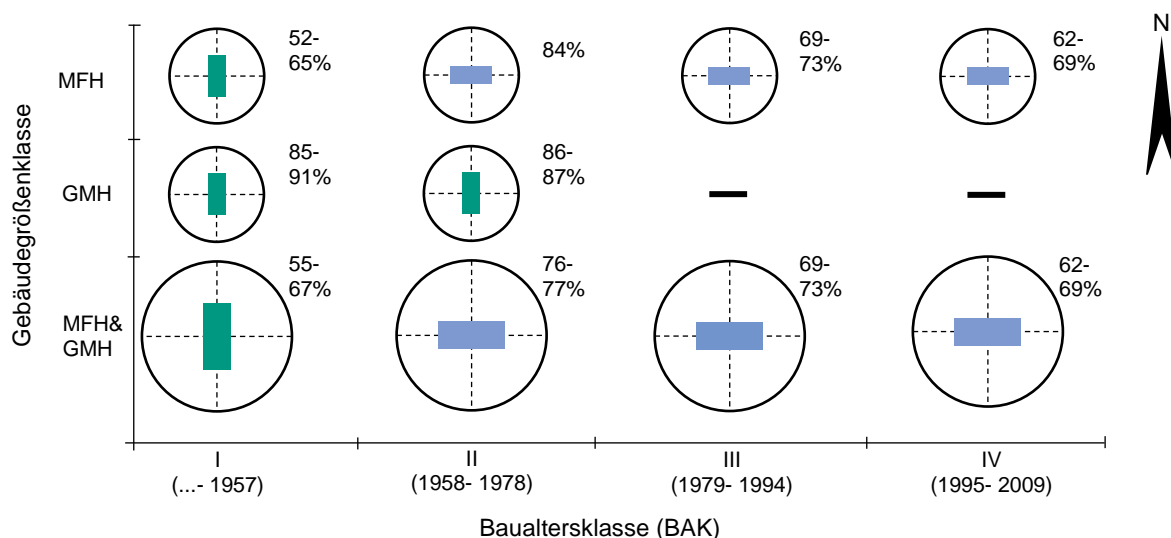 N
52-
65%
84%
69-
73%
62-
69%
MFH
85-
91%
86-
87%
GMH
55-
67%
76-
77%
69-
73%
62-
69%
MFH&
GMH
Gebäudegrößenklasse
I
(...- 1957)
II
(1958- 1978)
III
(1979- 1994)
IV
(1995- 2009)
Baualtersklasse (BAK)